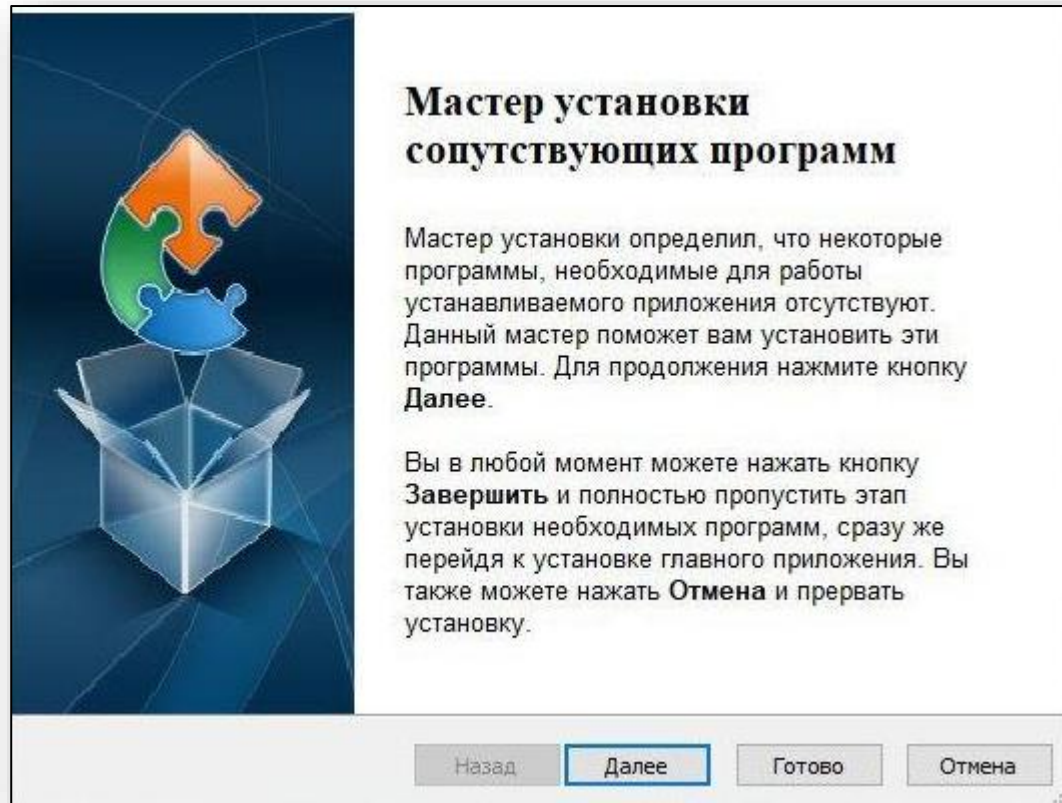 Мастер установки
сопутствующих программ
Мастер установки определил, что некоторые
программы, необходимые для работы
устанавливаемого приложения отсутствуют.
Данный мастер поможет вам установить эти
программы. Для продолжения нажмите кнопку
Далее.
Вы в любой момент можете нажать кнопку
Завершить и полностью пропустить этап
установки необходимых программ, сразу же
перейдя к установке главного приложения. Вы
также можете нажать Отмена и прервать
установку.
Назад Далее Готово Отмена